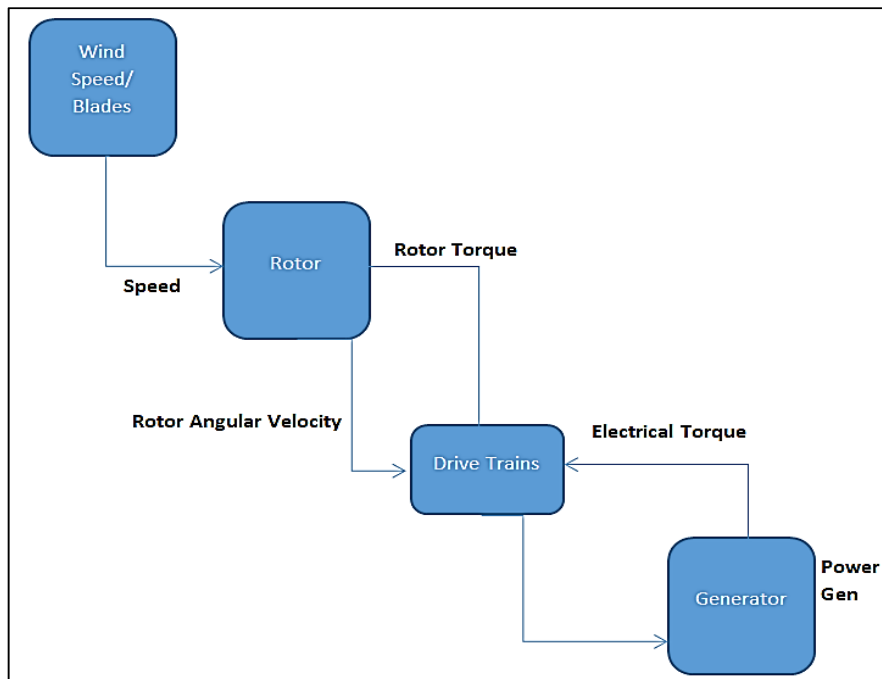 Wind
Speed/
Blades
Rotor
Rotor Torque
Speed
Rotor Angular Velocity
Electrical Torque
Drive Trains
Power
Gen
Generator